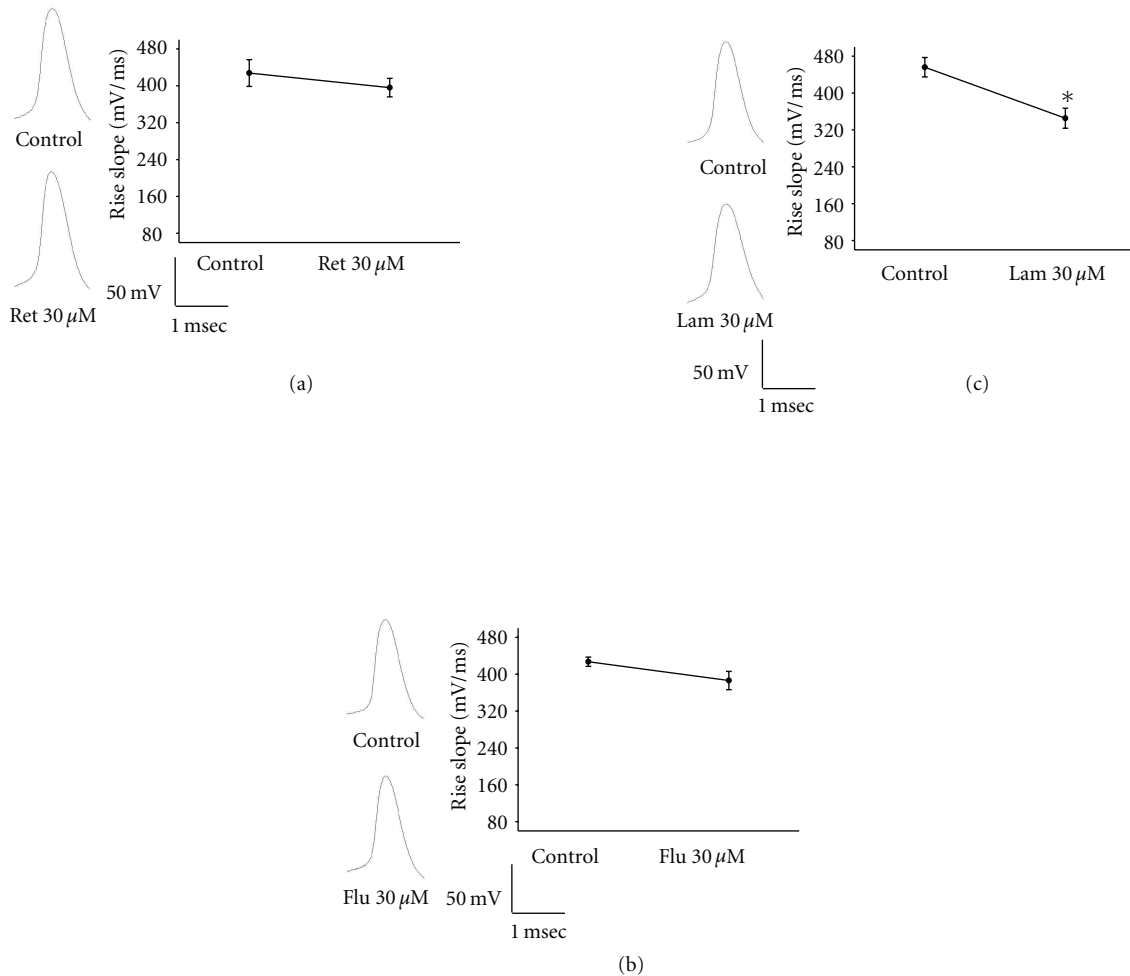 Control
Ret 30 μM
Rise slope (mV/ms)
480
400
320
240
160
80
Control Ret 30 μM
50 mV
1 msec
(a)
Control
Lam 30 μM
Rise slope (mV/ms)
480
400
320
240
160
80
*
Control Lam 30 μM
50 mV
1 msec
(c)
Control
Flu 30 μM
Rise slope (mV/ms)
480
400
320
240
160
80
Control Flu 30 μM
50 mV
1 msec
(b)